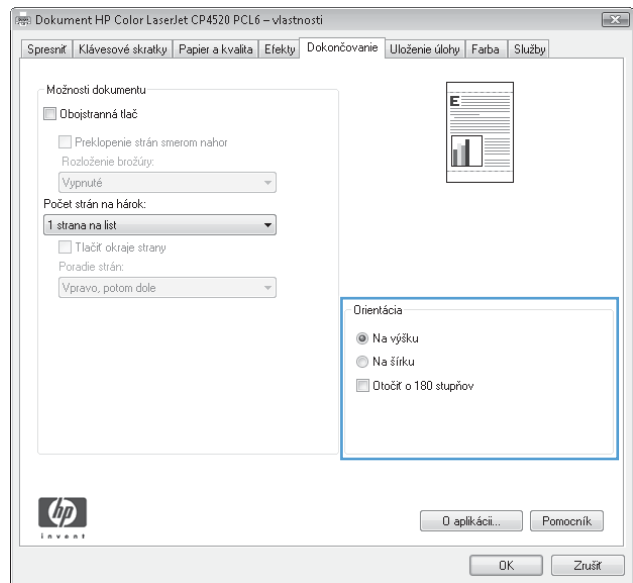 Dokument HP Color LaserJet CP4520 PCL6 – vlastnosti
Spresniť Klávesové skratky Papier a kvalita Efekty Dokončovanie Uloženie úlohy Farba Služby
Možnosti dokumentu
Obojstranná tlač
Preklopenie strán smerom nahor
Rozloženie brožúry:
Vypnuté
Počet strán na hárok:
1 strana na list
Tlačiť okraje strany
Poradie strán:
Vpravo, potom dole
E
Orientácia
Na výšku
Na šírku
Otočiť o 180 stupňov
hp
invent
O aplikácii... Pomocník
OK Zrušiť